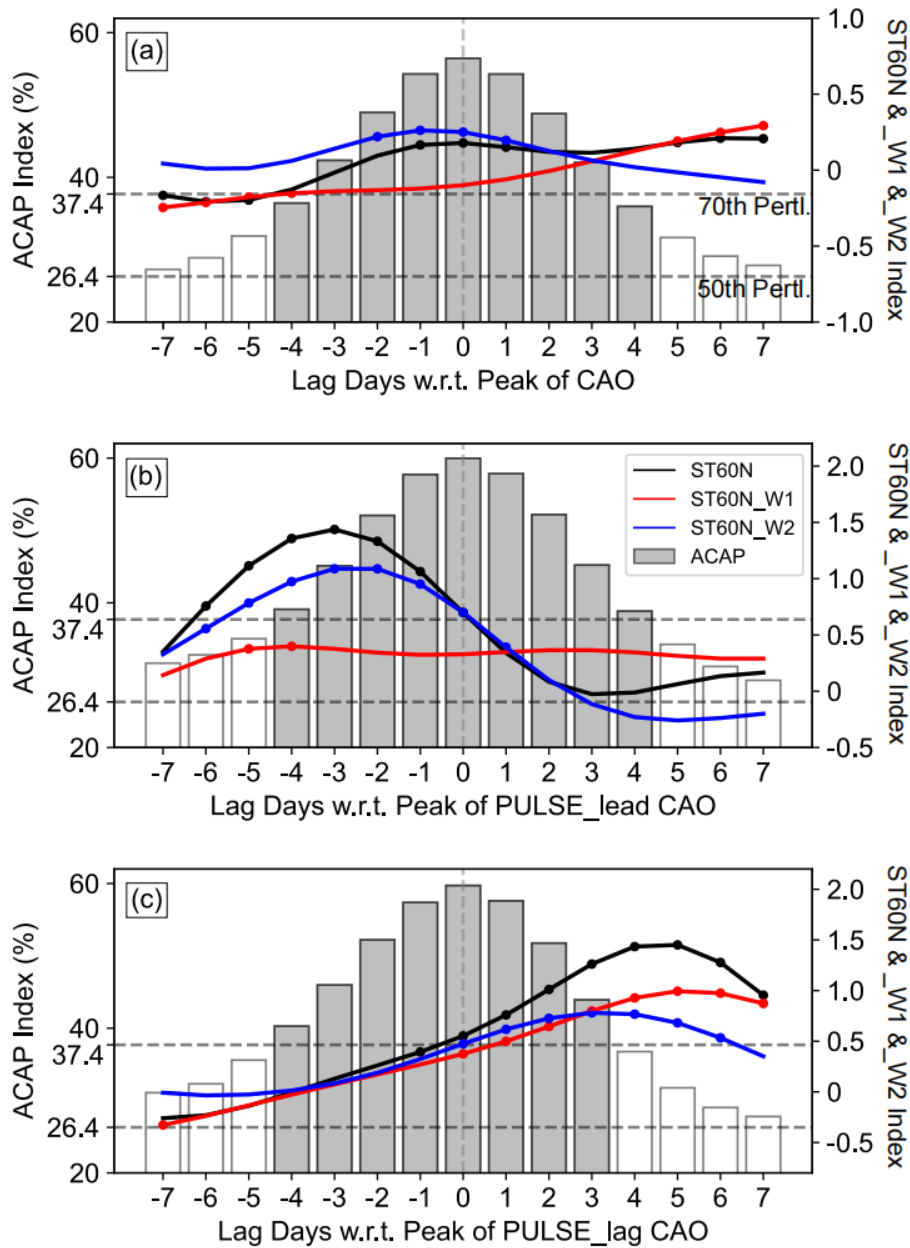 (a)
ACAP Index (%)
60
40
37.4
26.4
20
1.0
0.5
0
-0.5
-1.0
ST60N & _W1 & _W2 Index
70th Pertl.
50th Pertl.
-7 -6 -5 -4 -3 -2 -1 0 1 2 3 4 5 6 7
Lag Days w.r.t. Peak of CAO
(b)
ACAP Index (%)
60
40
37.4
26.4
20
ST60N
ST60N_W1
ST60N_W2
ACAP
2.0
1.5
1.0
0.5
0
-0.5
ST60N & _W1 & _W2 Index
-7 -6 -5 -4 -3 -2 -1 0 1 2 3 4 5 6 7
Lag Days w.r.t. Peak of PULSE_lead CAO
(c)
ACAP Index (%)
60
40
37.4
26.4
20
2.0
1.5
1.0
0.5
0
-0.5
ST60N & _W1 & _W2 Index
-7 -6 -5 -4 -3 -2 -1 0 1 2 3 4 5 6 7
Lag Days w.r.t. Peak of PULSE_lag CAO